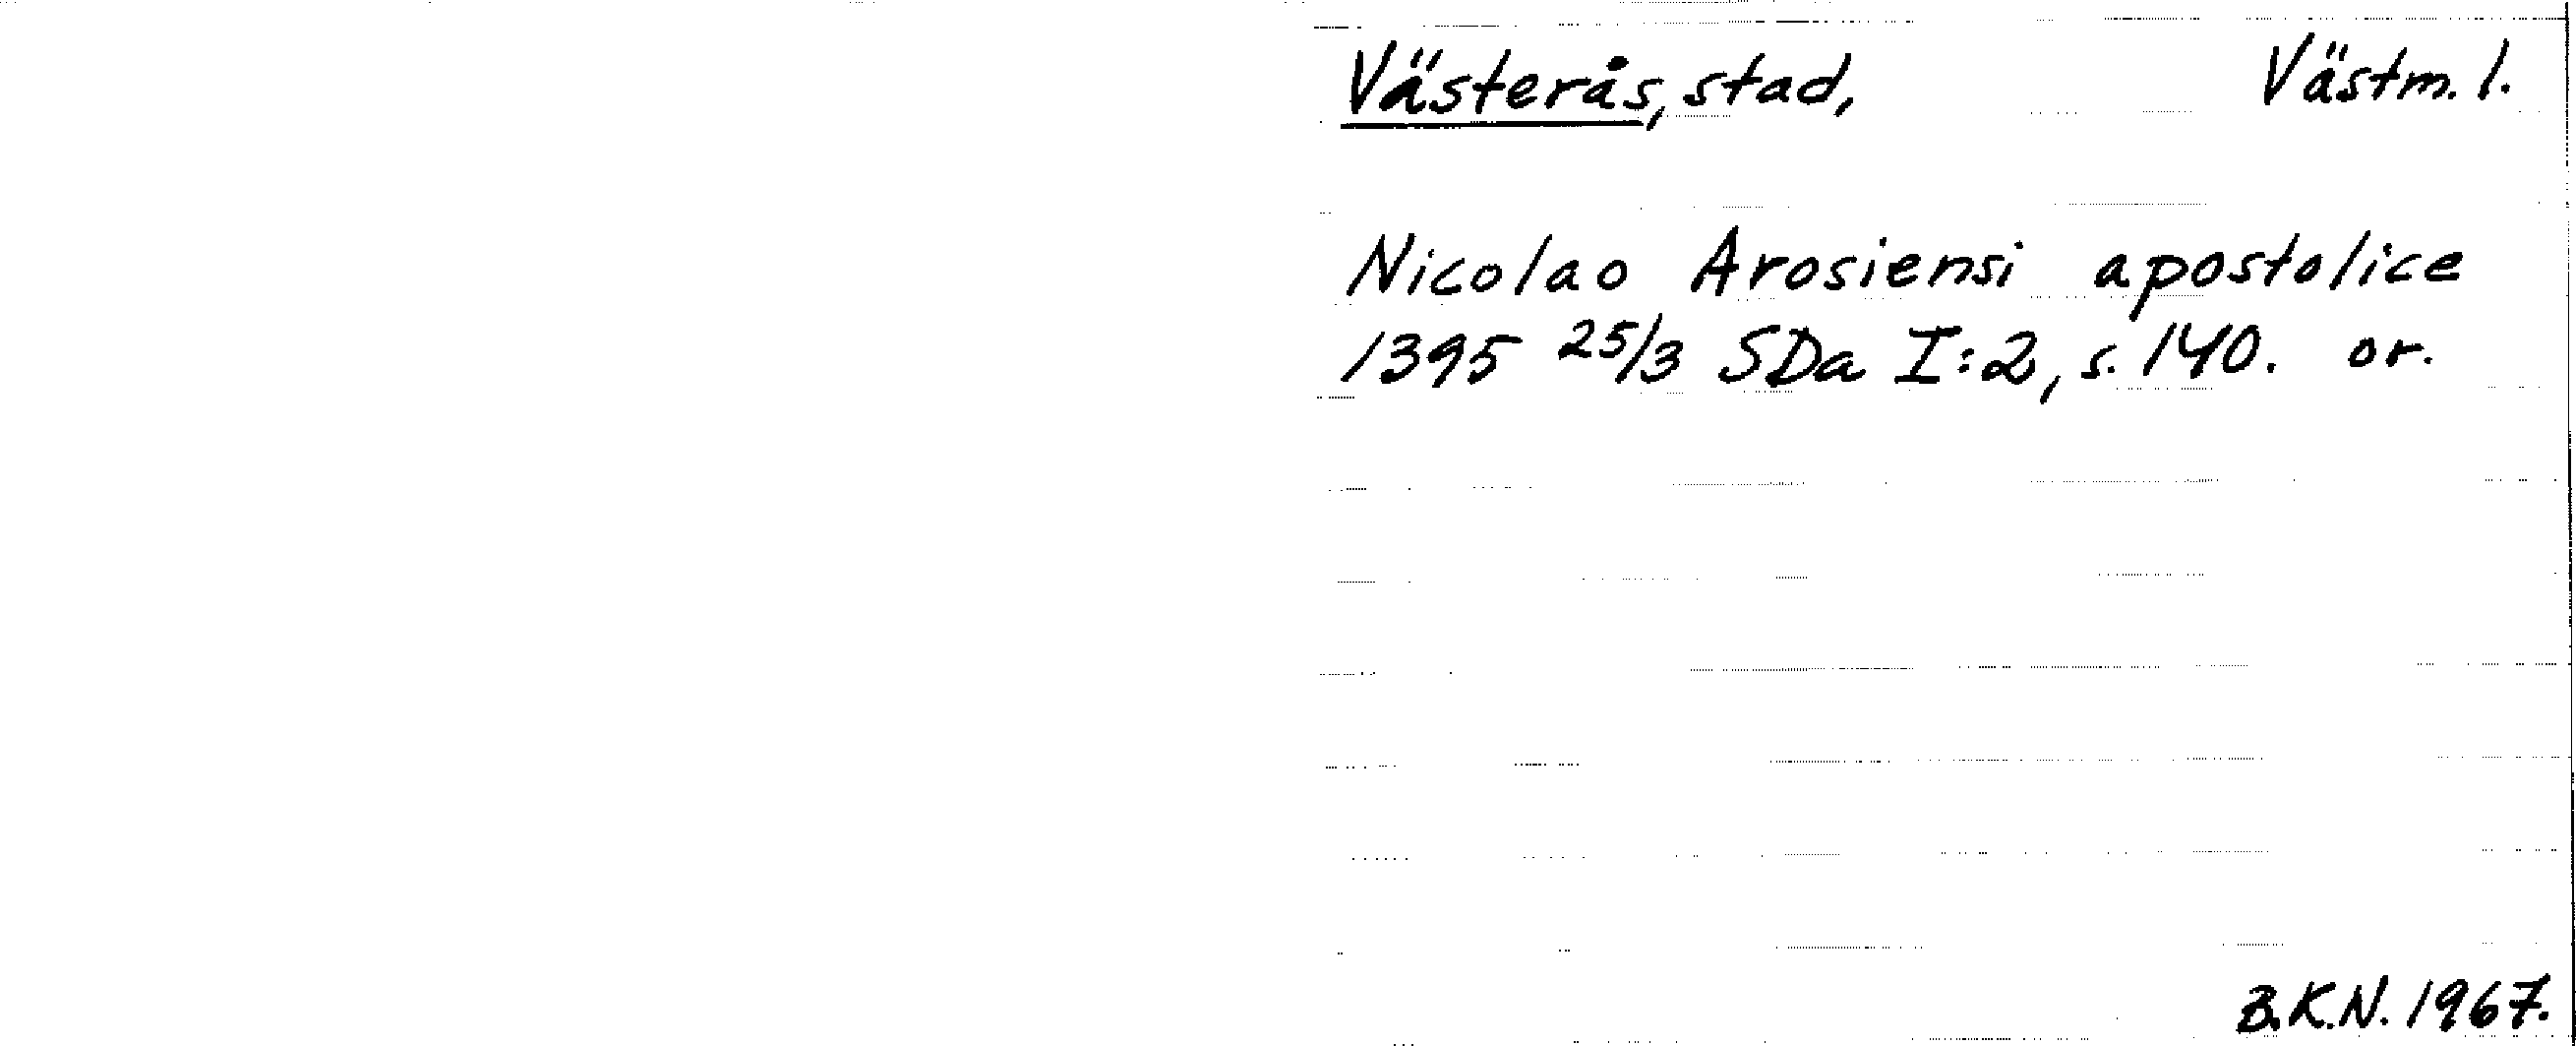 Västerås, stad, Västm. l.
Nicolao Arosiensi apostolice
1395 25/3 SDa I:2, s. 140. or.
B.K.N. 1967.